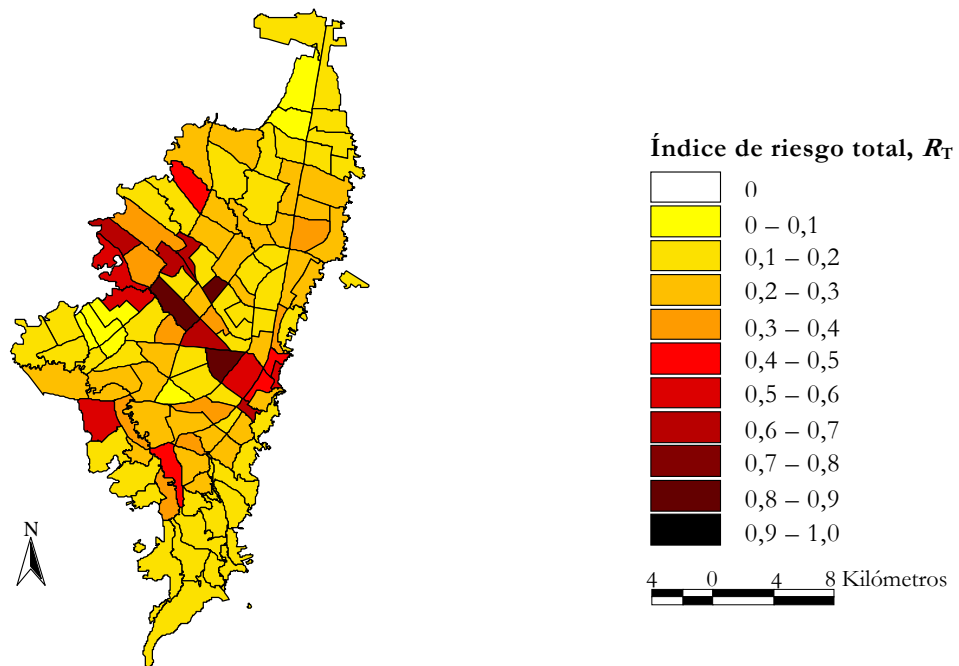 Índice de riesgo total, RT
0
0 – 0,1
0,1 – 0,2
0,2 – 0,3
0,3 – 0,4
0,4 – 0,5
0,5 – 0,6
0,6 – 0,7
0,7 – 0,8
0,8 – 0,9
0,9 – 1,0
N
4 0 4 8 Kilómetros